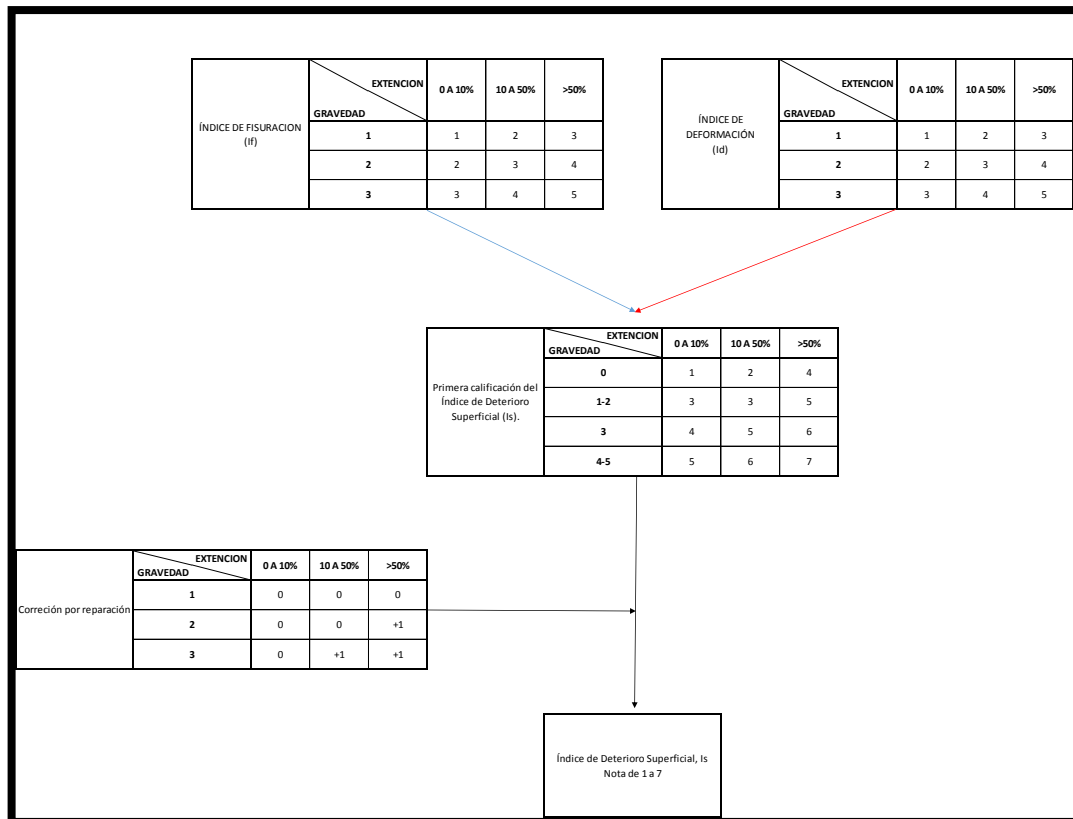 ÍNDICE DE FISURACION
(If)
EXTENCION
GRAVEDAD
0 A 10%
10 A 50%
>50%
1
1
2
3
2
2
3
4
3
3
4
5
ÍNDICE DE
DEFORMACIÓN
(Id)
EXTENCION
GRAVEDAD
0 A 10%
10 A 50%
>50%
1
1
2
3
2
2
3
4
3
3
4
5
Primera calificación del
Índice de Deterioro
Superficial (Is).
EXTENCION
GRAVEDAD
0 A 10%
10 A 50%
>50%
0
1
2
4
1-2
3
3
5
3
4
5
6
4-5
5
6
7
Correción por reparación
EXTENCION
GRAVEDAD
0 A 10%
10 A 50%
>50%
1
0
0
0
2
0
0
+1
3
0
+1
+1
Índice de Deterioro Superficial, Is
Nota de 1 a 7